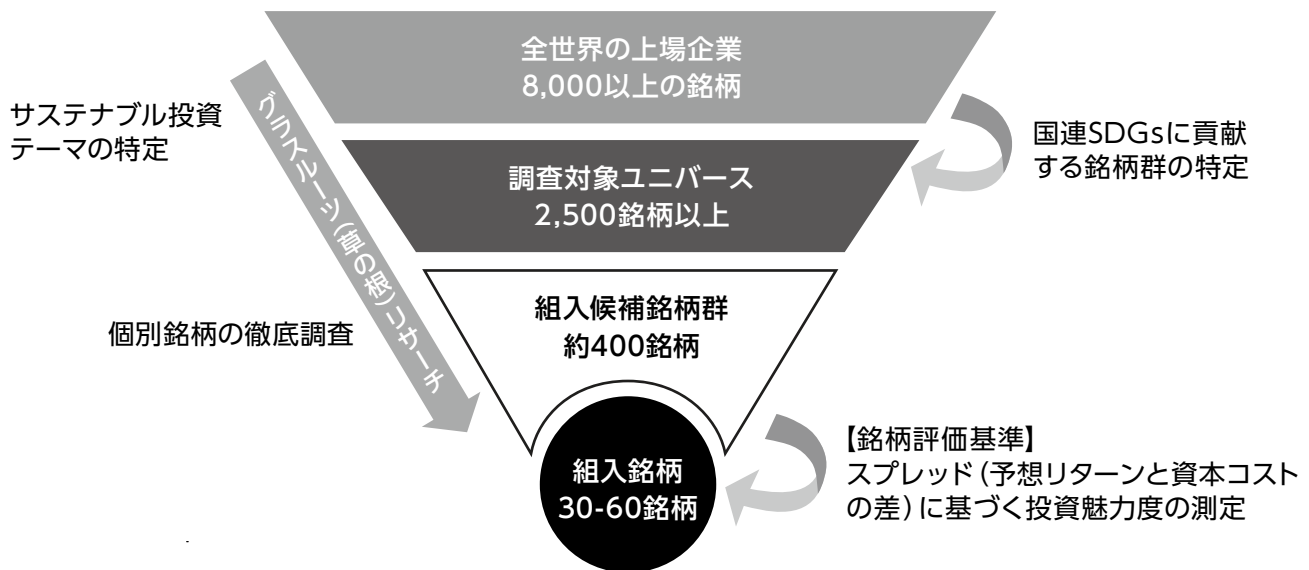 全世界の上場企業
8,000以上の銘柄
サステナブル投資
テーマの特定
グラスルーツ(草の根)リサーチ
国連SDGsに貢献
する銘柄群の特定
調査対象ユニバース
2,500銘柄以上
組入候補銘柄群
約400銘柄
個別銘柄の徹底調査
【銘柄評価基準】
スプレッド(予想リターンと資本コスト
の差)に基づく投資魅力度の測定
組入銘柄
30-60銘柄